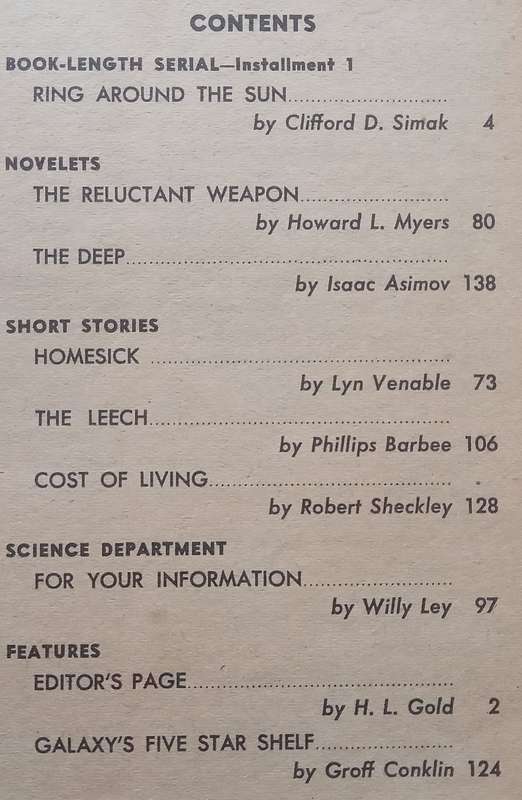 CONTENTS
BOOK-LENGTH SERIAL—Installment 1
RING AROUND THE SUN............................
by Clifford D. Simak 4
NOVELETS
THE RELUCTANT WEAPON..........................
by Howard L. Myers 80
THE DEEP......................................................
by Isaac Asimov 138
SHORT STORIES
HOMESICK ...................................................
by Lyn Venable 73
THE LEECH...................................................
by Phillips Barbee 106
COST OF LIVING.........................................
by Robert Sheckley 128
SCIENCE DEPARTMENT
FOR YOUR INFORMATION.........................
by Willy Ley 97
FEATURES
EDITOR'S PAGE.............................................
by H. L. Gold 2
GALAXY'S FIVE STAR SHELF.......................
by Groff Conklin 124